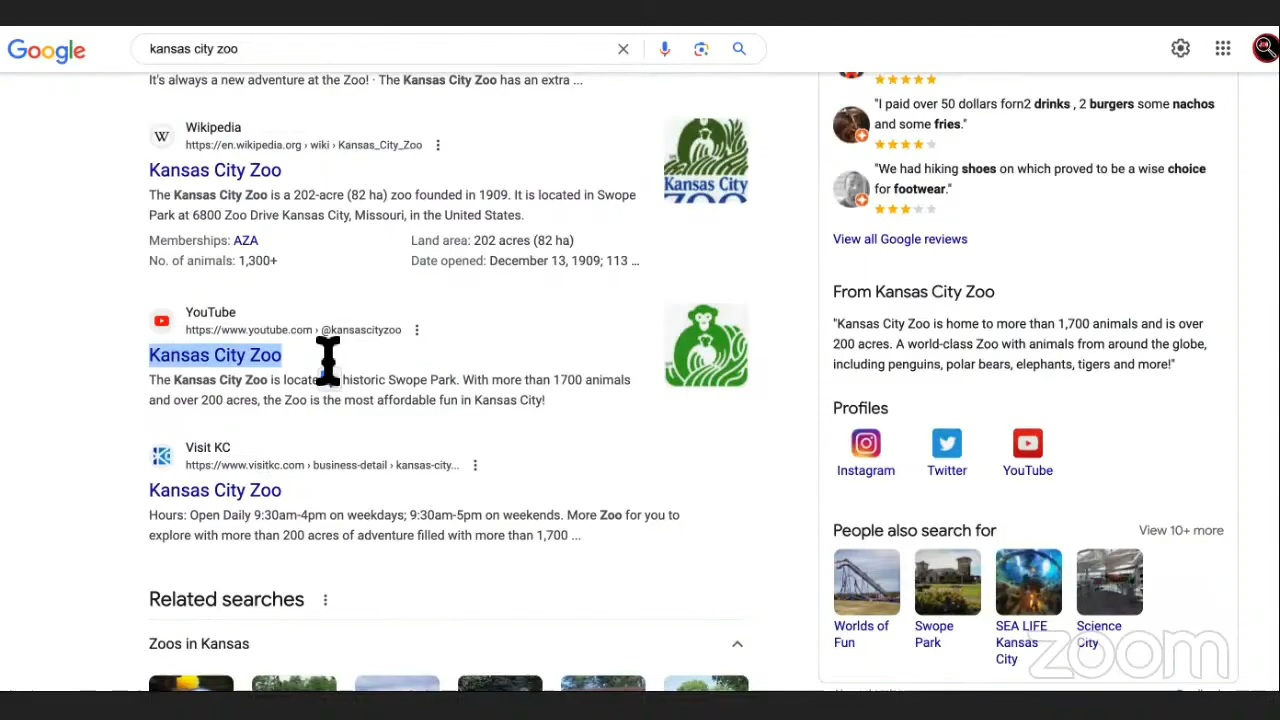 Google
kansas city zoo
It's always a new adventure at the Zoo! · The Kansas City Zoo has an extra ...
W
Wikipedia
https://en.wikipedia.org › wiki › Kansas_City_Zoo
Kansas City Zoo
The Kansas City Zoo is a 202-acre (82 ha) zoo founded in 1909. It is located in Swope
Park at 6800 Zoo Drive Kansas City, Missouri, in the United States.
Memberships: AZA
Land area: 202 acres (82 ha)
No. of animals: 1,300+
Date opened: December 13, 1909; 113 ...
Kansas City
ZOO
YouTube
https://www.youtube.com › @kansascityzoo
Kansas City Zoo
The Kansas City Zoo is locate historic Swope Park. With more than 1700 animals
and over 200 acres, the Zoo is the most affordable fun in Kansas City!
Visit KC
https://www.visitkc.com › business-detail › kansas-city...
Kansas City Zoo
Hours: Open Daily 9:30am-4pm on weekdays; 9:30am-5pm on weekends. More Zoo for you to
explore with more than 200 acres of adventure filled with more than 1,700 ...
Related searches
Zoos in Kansas
"I paid over 50 dollars forn2 drinks , 2 burgers some nachos
and some fries."
"We had hiking shoes on which proved to be a wise choice
for footwear."
View all Google reviews
From Kansas City Zoo
"Kansas City Zoo is home to more than 1,700 animals and is over
200 acres. A world-class Zoo with animals from around the globe,
including penguins, polar bears, elephants, tigers and more!"
Profiles
Instagram
Twitter
YouTube
People also search for
View 10+ more
Worlds of
Fun
Swope
Park
SEA LIFE
Kansas
City
Science
City
zoom